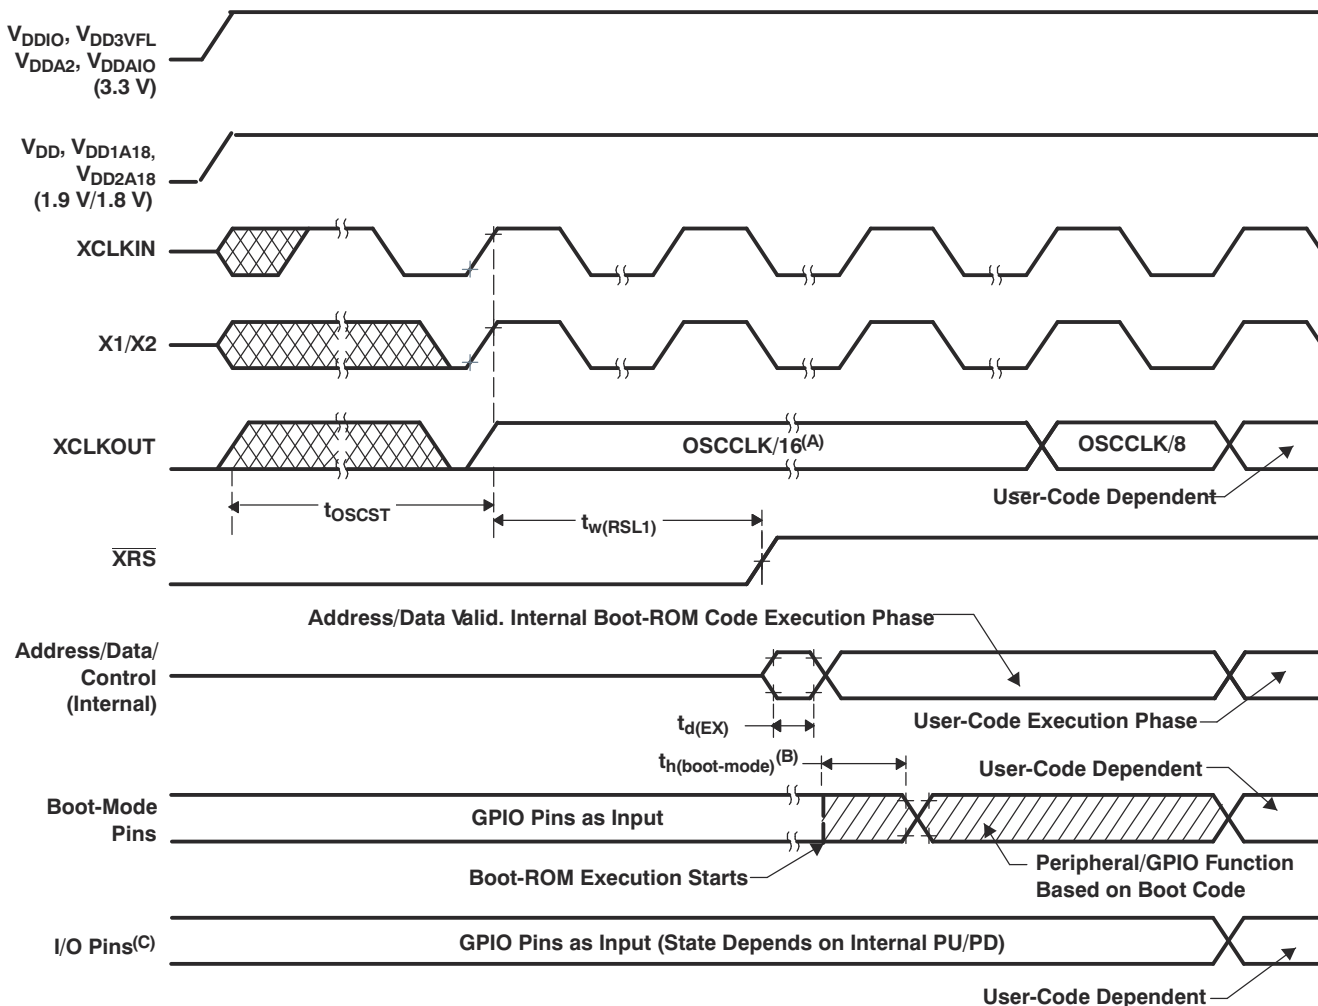 VDDIO, VDD3VFL
VDDA2, VDDAIO
(3.3 V)
VDD, VDD1A18,
VDD2A18
(1.9 V/1.8 V)
XCLKIN
X1/X2
XCLKOUT
OSCCLK/16(A)
OSCCLK/8
User-Code Dependent
tOSCST
tw(RSL1)
XRS
Address/Data Valid. Internal Boot-ROM Code Execution Phase
Address/Data/
Control
(Internal)
td(EX)
User-Code Execution Phase
th(boot-mode)(B)
User-Code Dependent
Boot-Mode
Pins
GPIO Pins as Input
Boot-ROM Execution Starts
Peripheral/GPIO Function
Based on Boot Code
I/O Pins(C)
GPIO Pins as Input (State Depends on Internal PU/PD)
User-Code Dependent